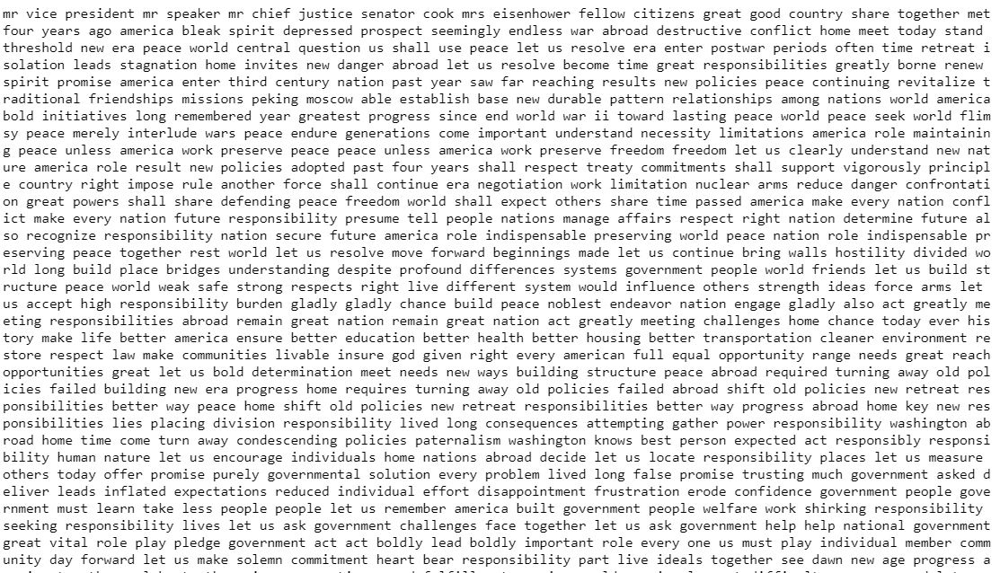 mr vice president mr speaker mr chief justice senator cook mrs eisenhower fellow citizens great good country share together met
four years ago america bleak spirit depressed prospect seemingly endless war abroad destructive conflict home meet today stand
threshold new era peace world central question us shall use peace let us resolve era enter postwar periods often time retreat i
solation leads stagnation home invites new danger abroad let us resolve become time great responsibilities greatly borne renew
spirit promise america enter third century nation past year saw far reaching results new policies peace continuing revitalize t
raditional friendships missions peking moscow able establish base new durable pattern relationships among nations world america
bold initiatives long remembered year greatest progress since end world war ii toward lasting peace world peace seek world flim
sy peace merely interlude wars peace endure generations come important understand necessity limitations america role maintainin
g peace unless america work preserve peace peace unless america work preserve freedom freedom let us clearly understand new nat
ure america role result new policies adopted past four years shall respect treaty commitments shall support vigorously principl
e country right impose rule another force shall continue era negotiation work limitation nuclear arms reduce danger confrontati
on great powers shall share defending peace freedom world shall expect others share time passed america make every nation confl
ict make every nation future responsibility presume tell people nations manage affairs respect right nation determine future al
so recognize responsibility nation secure future america role indispensable preserving world peace nation role indispensable pr
eserving peace together rest world let us resolve move forward beginnings made let us continue bring walls hostility divided wo
rld long build place bridges understanding despite profound differences systems government people world friends let us build st
ructure peace world weak safe strong respects right live different system would influence others strength ideas force arms let
us accept high responsibility burden gladly gladly chance build peace noblest endeavor nation engage gladly also act greatly me
eting responsibilities abroad remain great nation remain great nation act greatly meeting challenges home chance today ever his
tory make life better america ensure better education better health better housing better transportation cleaner environment re
store respect law make communities livable insure god given right every american full equal opportunity range needs great reach
opportunities great let us bold determination meet needs new ways building structure peace abroad required turning away old pol
icies failed building new era progress home requires turning away old policies failed abroad shift old policies new retreat res
ponsibilities better way peace home shift old policies new retreat responsibilities better way progress abroad home key new res
ponsibilities lies placing division responsibility lived long consequences attempting gather power responsibility washington ab
road home time come turn away condescending policies paternalism washington knows best person expected act responsibly responsi
bility human nature let us encourage individuals home nations abroad decide let us locate responsibility places let us measure
others today offer promise purely governmental solution every problem lived long false promise trusting much government asked d
eliver leads inflated expectations reduced individual effort disappointment frustration erode confidence government people gove
rnment must learn take less people people let us remember america built government people welfare work shirking responsibility
seeking responsibility lives let us ask government challenges face together let us ask government help help national government
great vital role play pledge government act act boldly lead boldly important role every one us must play individual member comm
unity day forward let us make solemn commitment heart bear responsibility part live ideals together see dawn new age progress